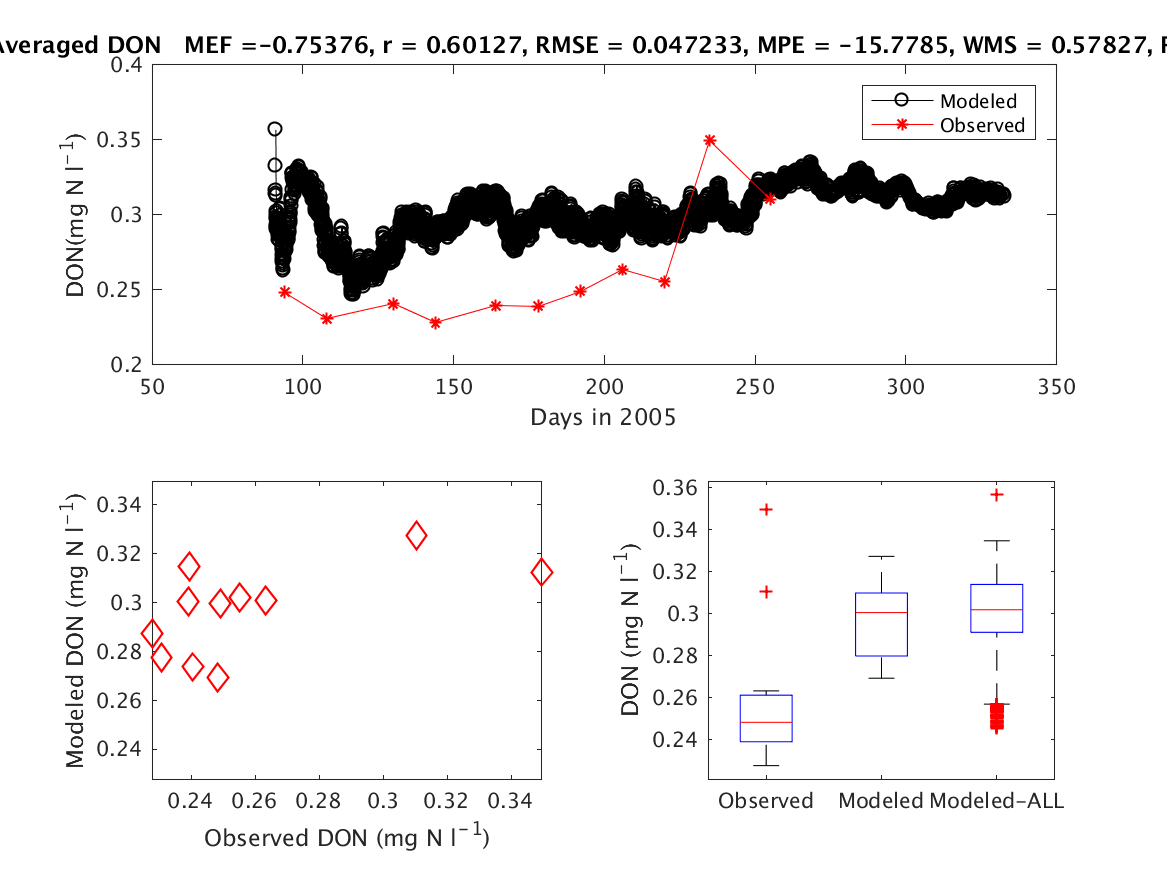 Averaged DON   MEF =-0.75376, r = 0.60127, RMSE = 0.047233, MPE = -15.7785, WMS = 0.57827,
0.4
0.35
0.3
0.25
0.2
DON(mg N l⁻¹)
Modeled
Observed
50 100 150 200 250 300 350
Days in 2005
0.34
0.32
0.3
0.28
0.26
0.24
Modeled DON (mg N l⁻¹)
0.24 0.26 0.28 0.3 0.32 0.34
Observed DON (mg N l⁻¹)
0.36
0.34
0.32
0.3
0.28
0.26
0.24
DON (mg N l⁻¹)
Observed Modeled Modeled-ALL